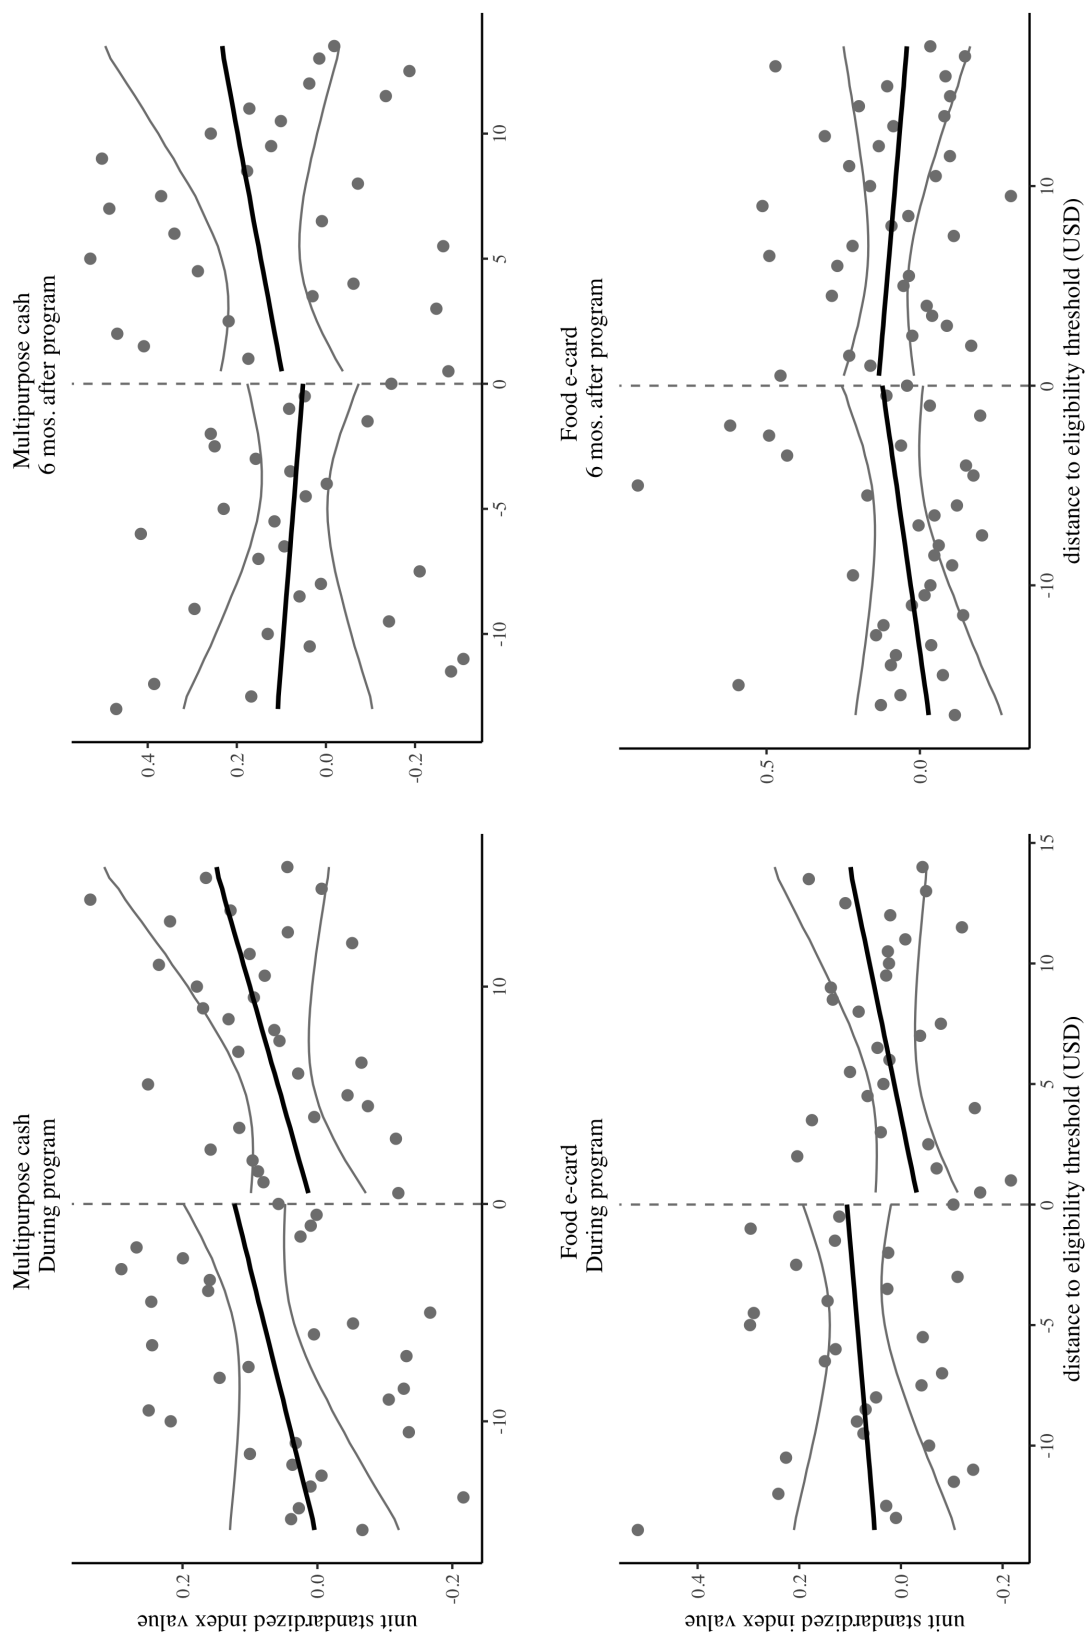 Multipurpose cash
During program
unit standardized index value
0.2
0.0
-0.2
-10
0
10
Multipurpose cash
6 mos. after program
0.4
0.2
0.0
-0.2
-10
-5
0
5
10
Food e-card
During program
unit standardized index value
0.4
0.2
0.0
-0.2
-10
-5
0
5
10
15
distance to eligibility threshold (USD)
Food e-card
6 mos. after program
0.5
0.0
-10
0
10
distance to eligibility threshold (USD)